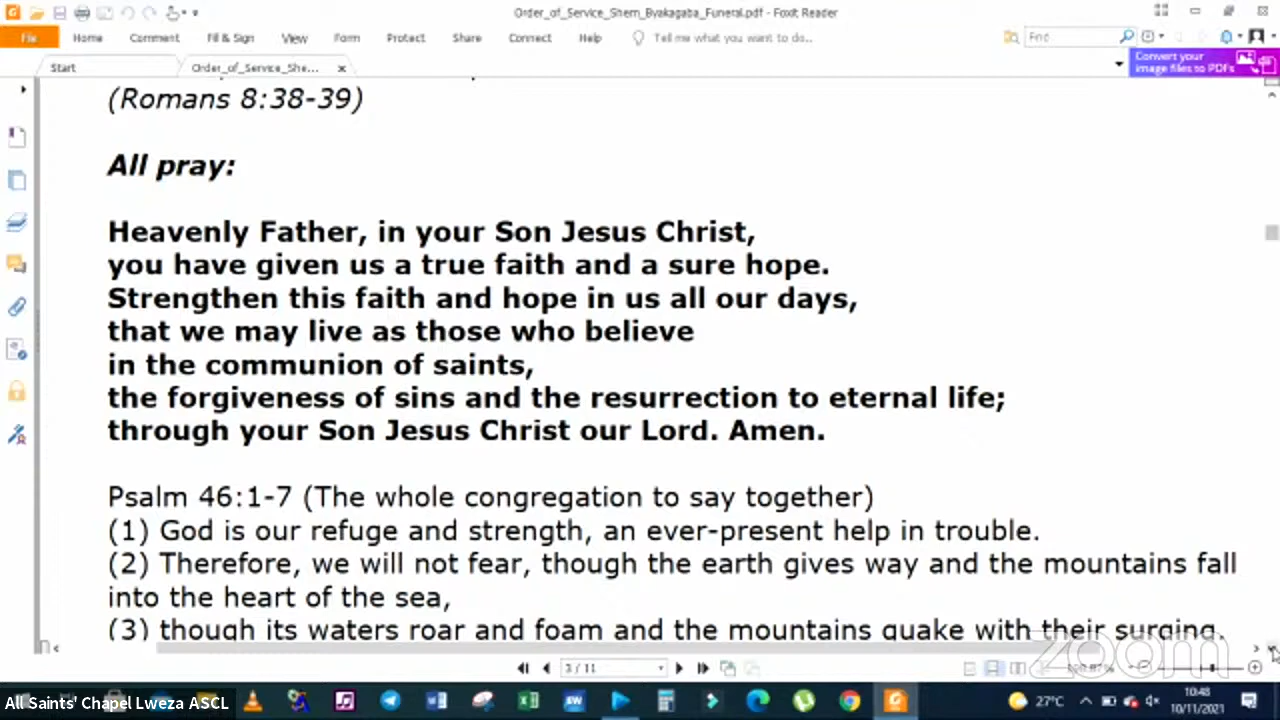 Order_of_Service_Shem_Byakagaba_Funeral.pdf - Foxit Reader
File Home Comment Fill & Sign View Form Protect Share Connect Help Tell me what you want to do.. Find
Start Order_of_Service_She... x
Convert your
image files to PDFs
(Romans 8:38-39)
All pray:
Heavenly Father, in your Son Jesus Christ,
you have given us a true faith and a sure hope.
Strengthen this faith and hope in us all our days,
that we may live as those who believe
in the communion of saints,
the forgiveness of sins and the resurrection to eternal life;
through your Son Jesus Christ our Lord. Amen.
Psalm 46:1-7 (The whole congregation to say together)
(1) God is our refuge and strength, an ever-present help in trouble.
(2) Therefore, we will not fear, though the earth gives way and the mountains fall
into the heart of the sea,
(3) though its waters roar and foam and the mountains quake with their surging.
zoom
3 / 11
All Saints' Chapel Lweza ASCL
27°C
10:48
10/11/2021